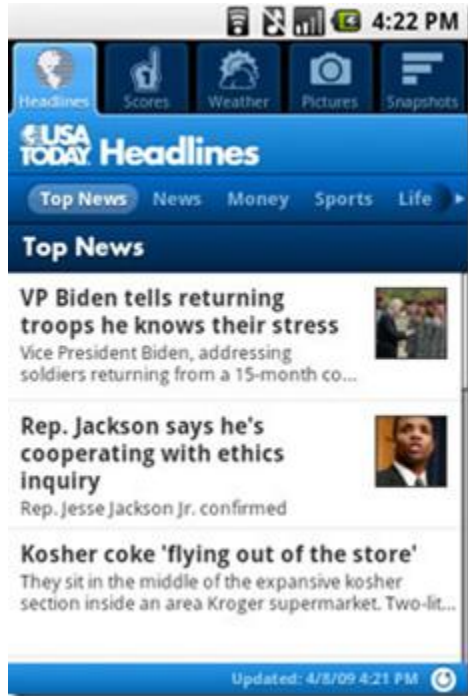 4:22 PM
Headlines Scores Weather Pictures Snapshots
USA
TODAY Headlines
Top News News Money Sports Life
Top News
VP Biden tells returning
troops he knows their stress
Vice President Biden, addressing
soldiers returning from a 15-month co...
Rep. Jackson says he's
cooperating with ethics
inquiry
Rep. Jesse Jackson Jr. confirmed
Kosher coke 'flying out of the store'
They sit in the middle of the expansive kosher
section inside an area Kroger supermarket. Two-lit...
Updated: 4/8/09 4:21 PM